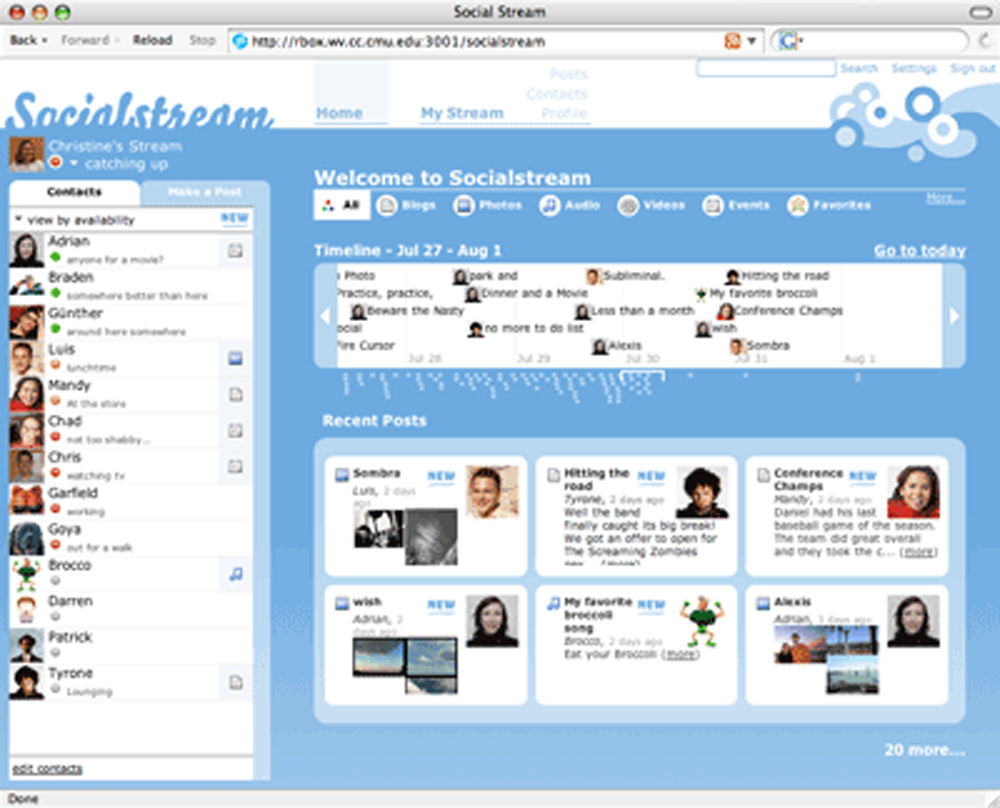 Social Stream
Back Forward Reload Stop http://rbox.wv.cc.cmu.edu:3001/socialstream
Search Settings Sign out
Posts
Contacts
Home My Stream Profile
Socialstream
Christine's Stream
catching up
Contacts Make a Post
view by availability NEW
Adrian
anyone for a movie?
Braden
somewhere better than here
Günther
around here somewhere
Luis
lunchtime
Mandy
At the store
Chad
not too shabby...
Chris
watching tv
Garfield
working
Goya
out for a walk
Brocco
Darren
Patrick
Tyrone
Lounging
edit contacts
Welcome to Socialstream
All Blogs Photos Audio Videos Events Favorites More...
Timeline - Jul 27 - Aug 1 Go to today
Photo park and Subliminal. Hitting the road
Practice, practice, Dinner and a Movie My favorite broccoli
Beware the Nasty Less than a month Conference Champs
ocial no more to do list wish
Fire Cursor Alexis Sombra
Jul 28 Jul 29 Jul 30 Jul 31 Aug 1
Recent Posts
Sombra NEW
Luis, 2 days
ago
Hitting the NEW
road
Tyrone, 2 days ago
Well the band
finally caught its big break!
We got an offer to open for
The Screaming Zombies
(more)
Conference NEW
Champs
Mandy, 2 days ago
Daniel had his last
baseball game of the season.
The team did great overall
and they took the c... (more)
wish NEW
Adrian, 2
days ago
My favorite NEW
broccoli
song
Brocco, 2 days ago
Eat your Broccoli (more)
Alexis
Adrian, 3 days ago
20 more....
Done